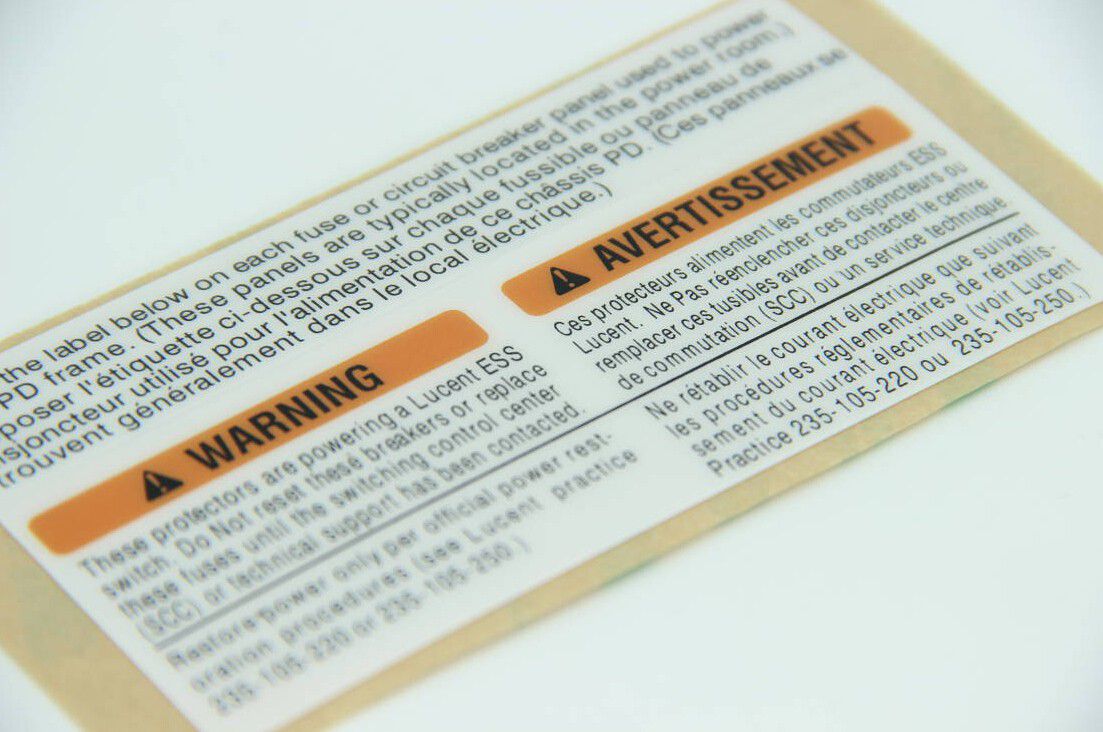 the label below on each fuse or circuit breaker panel used to power
PD frame. (These panels are typically located in the power room.)
poser l'étiquette ci-dessous sur chaque fussible ou panneau de
sjoncteur utilisé pour l'alimentation de ce châssis PD. (Ces panneaux se
trouvent généralement dans le local électrique.)
WARNING
These protectors are powering a Lucent ESS
switch. Do Not reset these breakers or replace
these fuses until the switching control center
(SCC) or technical support has been contacted.
Restore power only per official power rest-
oration procedures (see Lucent practice
235-105-220 or 235-105-250.)
AVERTISSEMENT
Ces protecteurs alimentent les commutateurs ESS
Lucent. Ne Pas réenclencher ces disjoncteurs ou
remplacer ces tusibles avant de contacter le centre
de commutation (SCC) ou un service technique.
Ne rétablir le courant électrique que suivant
les procédures règlementaires de rétablis-
sement du courant électrique (voir Lucent
Practice 235-105-220 ou 235-105-250.)